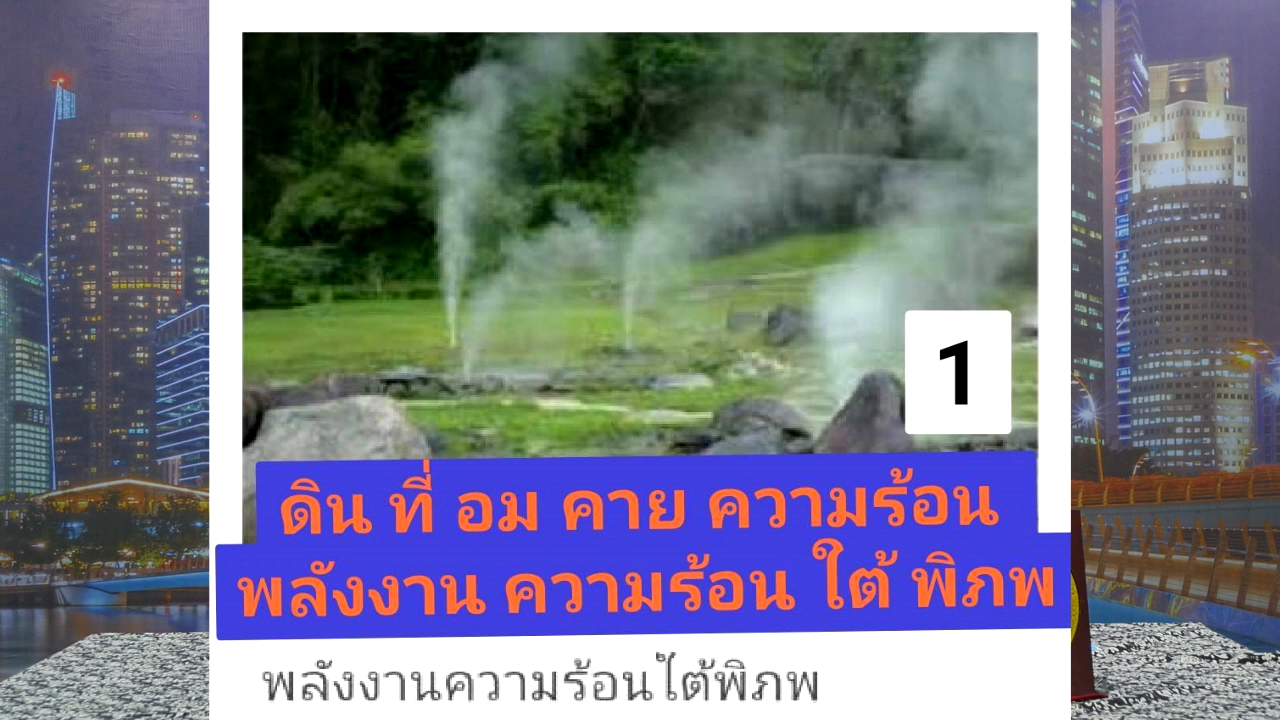 1
ดิน ที่ อม คาย ความร้อน
พลังงาน ความร้อน ใต้ พิภพ
พลังงานความร้อนใต้พิภพ